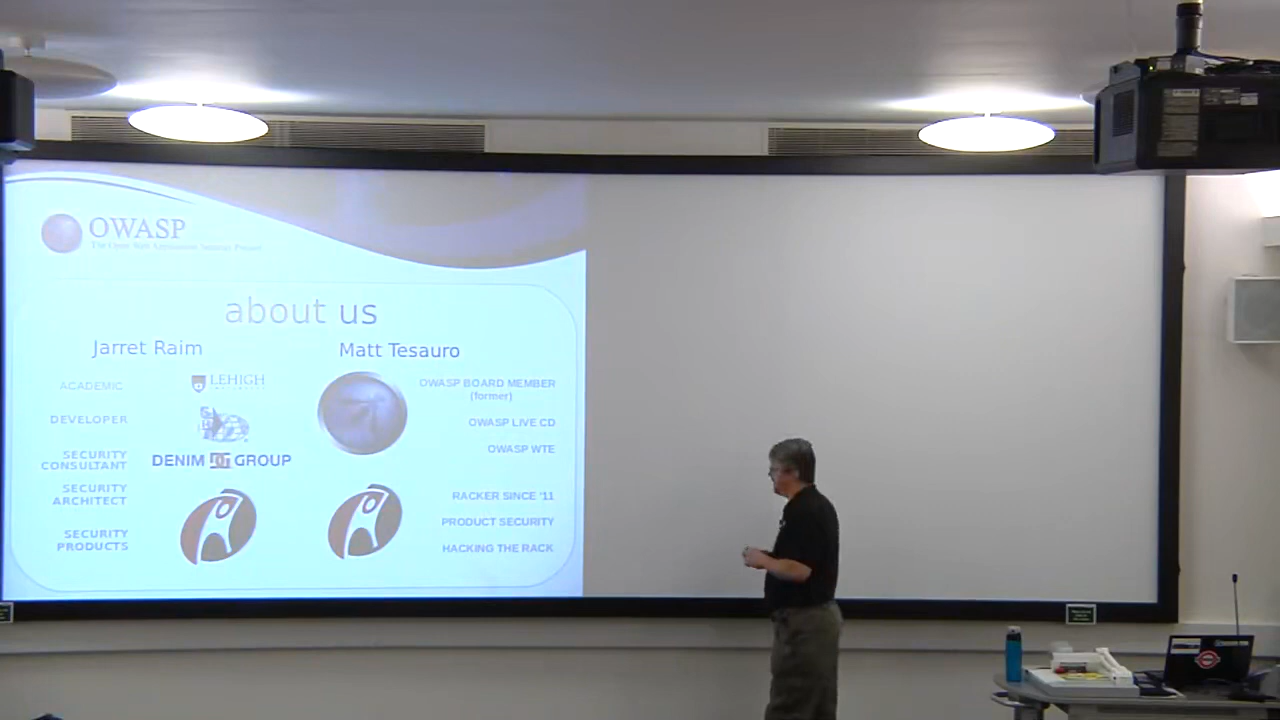 OWASP
The Open Web Application Security Project
about us
Jarret Raim
Matt Tesauro
ACADEMIC
LEHIGH
DEVELOPER
SECURITY
CONSULTANT
DENIM DG GROUP
SECURITY
ARCHITECT
SECURITY
PRODUCTS
OWASP BOARD MEMBER
(former)
OWASP LIVE CD
OWASP WTE
RACKER SINCE '11
PRODUCT SECURITY
HACKING THE RACK